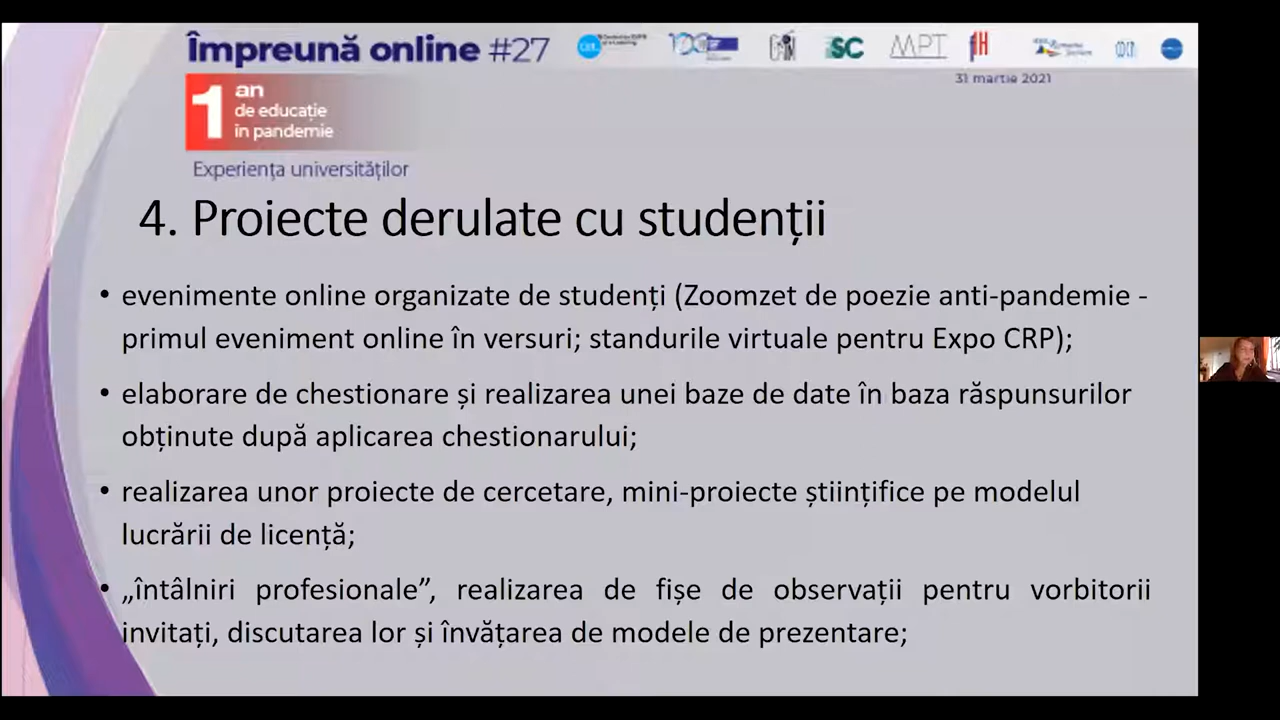 Împreună online #27
SC
MPT
31 martie 2021
1 an
de educație
în pandemie
Experiența universităților
4. Proiecte derulate cu studenții
• evenimente online organizate de studenți (Zoomzet de poezie anti-pandemie -
primul eveniment online în versuri; standurile virtuale pentru Expo CRP);
• elaborare de chestionare și realizarea unei baze de date în baza răspunsurilor
obținute după aplicarea chestionarului;
• realizarea unor proiecte de cercetare, mini-proiecte științifice pe modelul
lucrării de licență;
• „întâlniri profesionale”, realizarea de fișe de observații pentru vorbitorii
invitați, discutarea lor și învățarea de modele de prezentare;